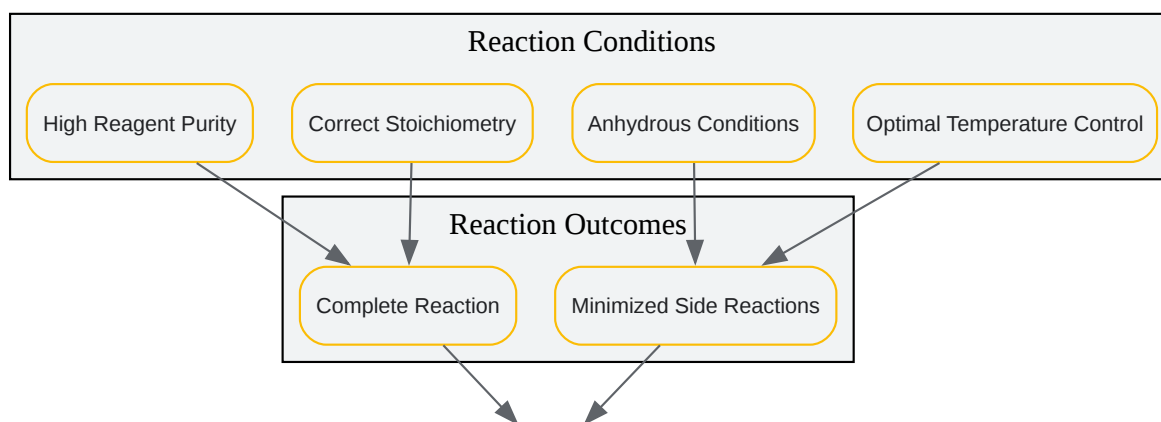 Reaction Conditions
High Reagent Purity
Correct Stoichiometry
Anhydrous Conditions
Optimal Temperature Control
Reaction Outcomes
Complete Reaction
Minimized Side Reactions